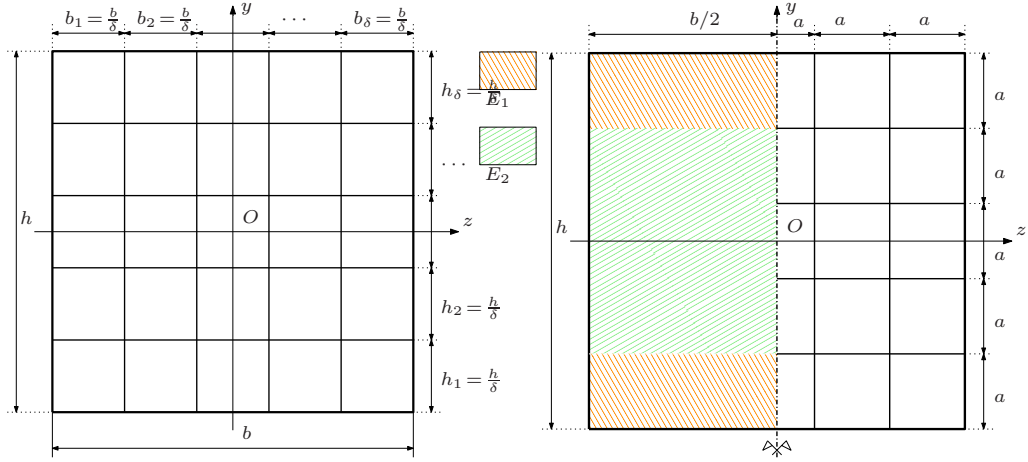 b₁ = b/δ b₂ = b/δ y ... b_δ = b/δ
h_δ = h/δ
...
h
O
z
h₂ = h/δ
h₁ = h/δ
b
E₁
E₂
b/2 y a a a
a
a
h
O
z
a
a
a